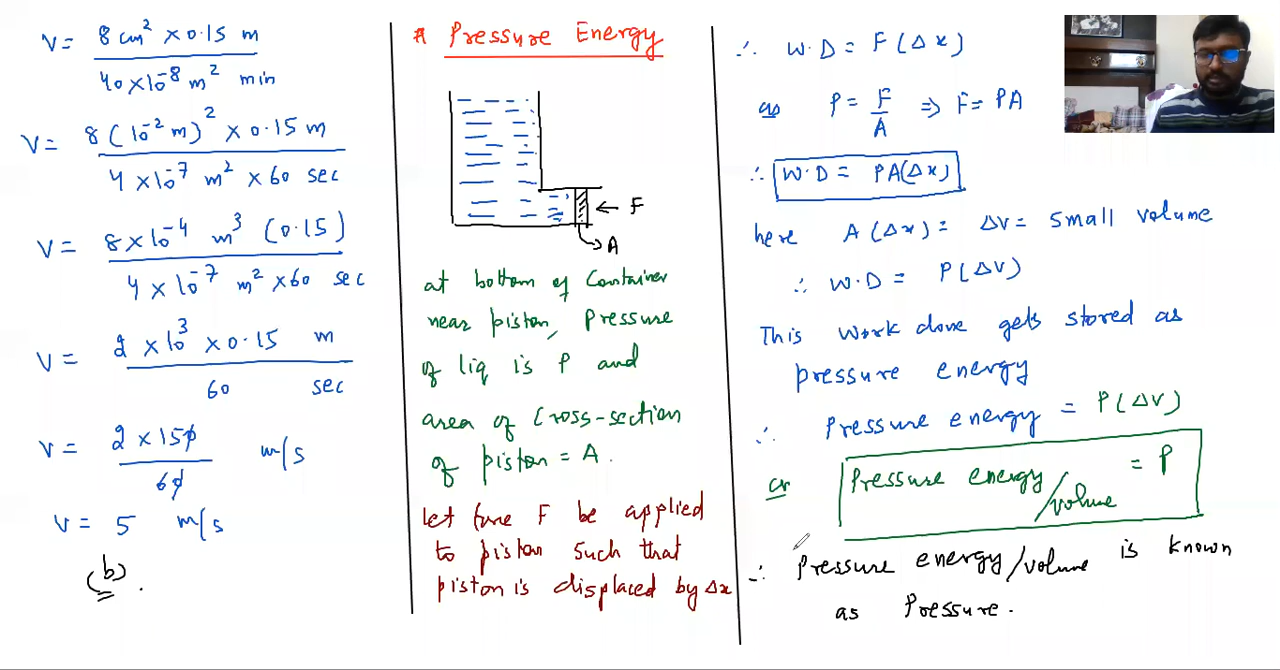 V = 8 cm² × 0.15 m / 40 × 10⁻⁸ m² min
V = 8 (10⁻² m)² × 0.15 m / 4 × 10⁻⁷ m² × 60 sec
V = 8 × 10⁻⁴ m³ (0.15) / 4 × 10⁻⁷ m² × 60 sec
V = 2 × 10³ × 0.15 m / 60 sec
V = 2 × 150 / 60 m/s
V = 5 m/s
(b).
* Pressure Energy
← F
A
at bottom of Container
near piston, Pressure
of liq is P and
area of Cross-section
of piston = A.
let force F be applied
to piston such that
piston is displaced by Δx
∴ W.D = F(Δx)
as P = F/A ⇒ F = PA
∴ W.D = PA(Δx)
here A(Δx) = ΔV = Small volume
∴ W.D = P(ΔV)
This work done gets stored as
pressure energy
∴ Pressure energy = P(ΔV)
or Pressure energy/volume = P
∴ Pressure energy/volume is known
as Pressure.